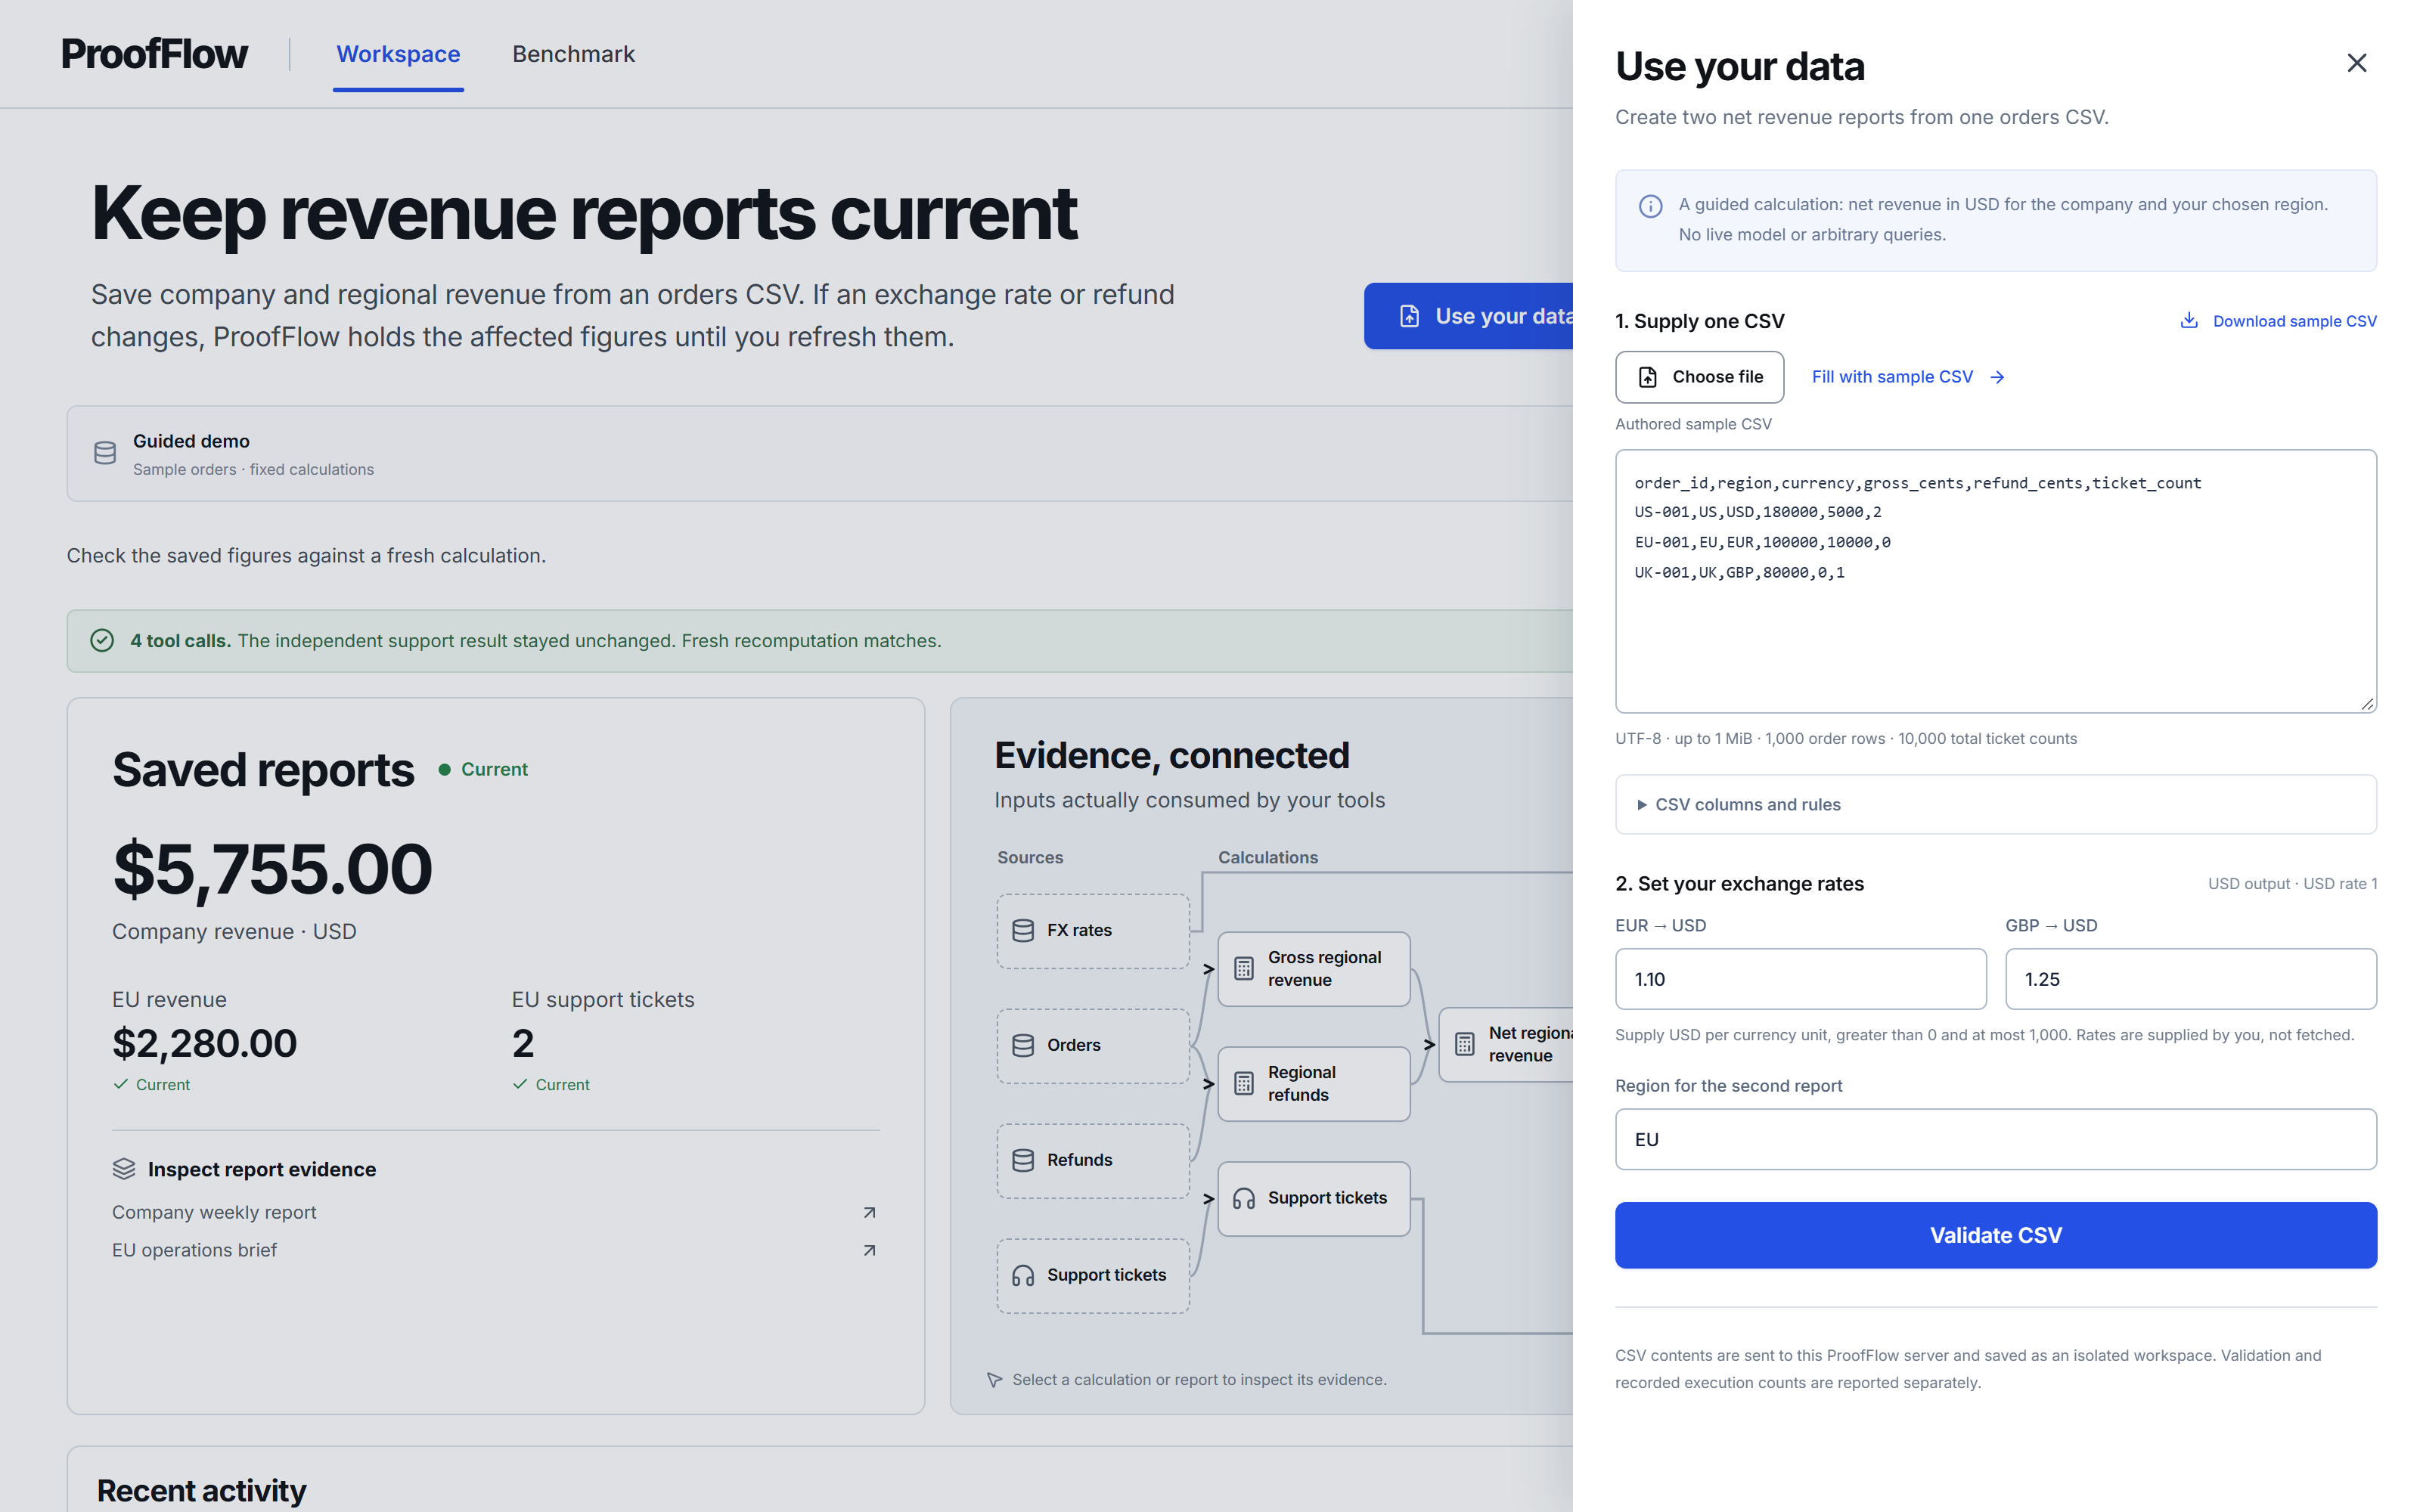 ProofFlow
Workspace
Benchmark
Keep revenue reports current
Save company and regional revenue from an orders CSV. If an exchange rate or refund
changes, ProofFlow holds the affected figures until you refresh them.
Use your data
Guided demo
Sample orders · fixed calculations
Check the saved figures against a fresh calculation.
4 tool calls. The independent support result stayed unchanged. Fresh recomputation matches.
Saved reports
Current
$5,755.00
Company revenue · USD
EU revenue
$2,280.00
Current
EU support tickets
2
Current
Inspect report evidence
Company weekly report
EU operations brief
Evidence, connected
Inputs actually consumed by your tools
Sources
Calculations
FX rates
Orders
Refunds
Support tickets
Gross regional
revenue
Regional
refunds
Support tickets
Net regiona
revenue
Select a calculation or report to inspect its evidence.
Recent activity
Use your data
Create two net revenue reports from one orders CSV.
A guided calculation: net revenue in USD for the company and your chosen region.
No live model or arbitrary queries.
1. Supply one CSV
Download sample CSV
Choose file
Fill with sample CSV →
Authored sample CSV
order_id,region,currency,gross_cents,refund_cents,ticket_count
US-001,US,USD,180000,5000,2
EU-001,EU,EUR,100000,10000,0
UK-001,UK,GBP,80000,0,1
UTF-8 · up to 1 MiB · 1,000 order rows · 10,000 total ticket counts
CSV columns and rules
2. Set your exchange rates
USD output · USD rate 1
EUR → USD
1.10
GBP → USD
1.25
Supply USD per currency unit, greater than 0 and at most 1,000. Rates are supplied by you, not fetched.
Region for the second report
EU
Validate CSV
CSV contents are sent to this ProofFlow server and saved as an isolated workspace. Validation and
recorded execution counts are reported separately.